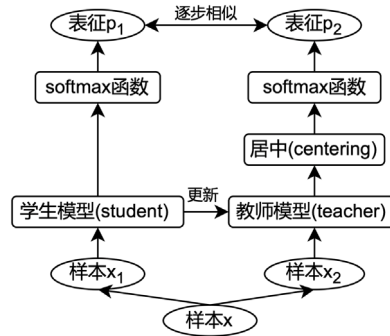 表征p1
逐步相似
表征p2
softmax函数
softmax函数
居中(centering)
学生模型(student)
更新
教师模型(teacher)
样本x1
样本x2
样本x